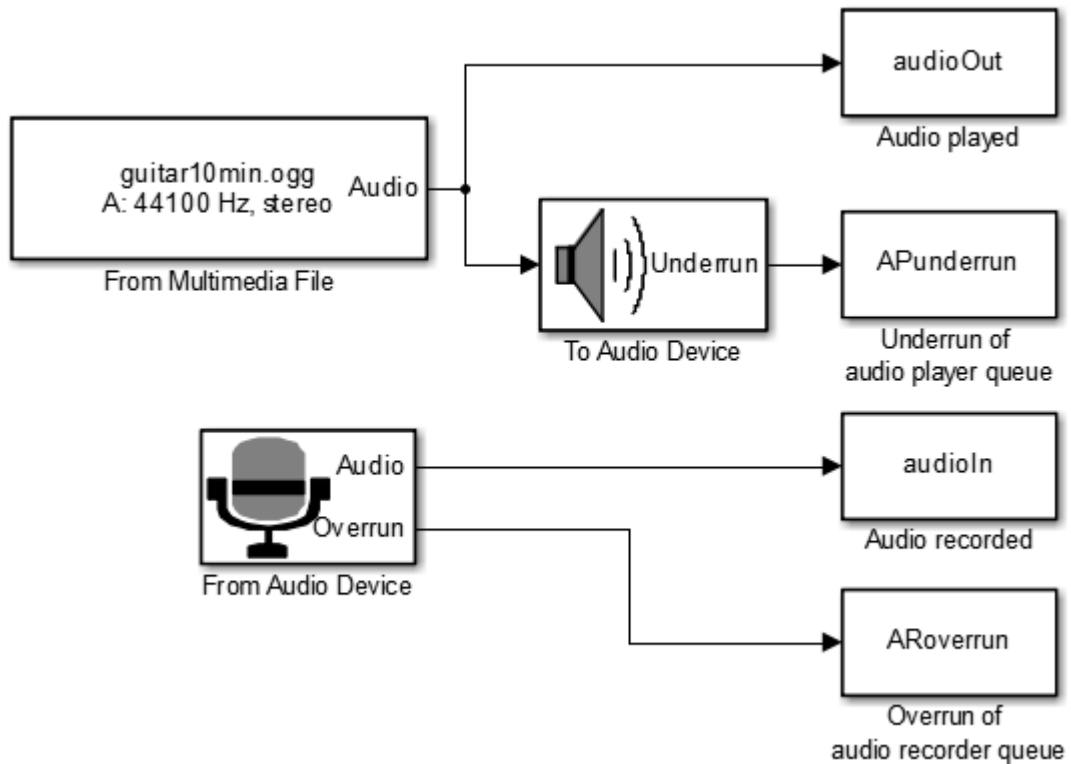 audioOut
Audio played
guitar10min.ogg
A: 44100 Hz, stereo
Audio
From Multimedia File
Underrun
To Audio Device
APunderrun
Underrun of
audio player queue
Audio
Overrun
From Audio Device
audioIn
Audio recorded
ARoverrun
Overrun of
audio recorder queue